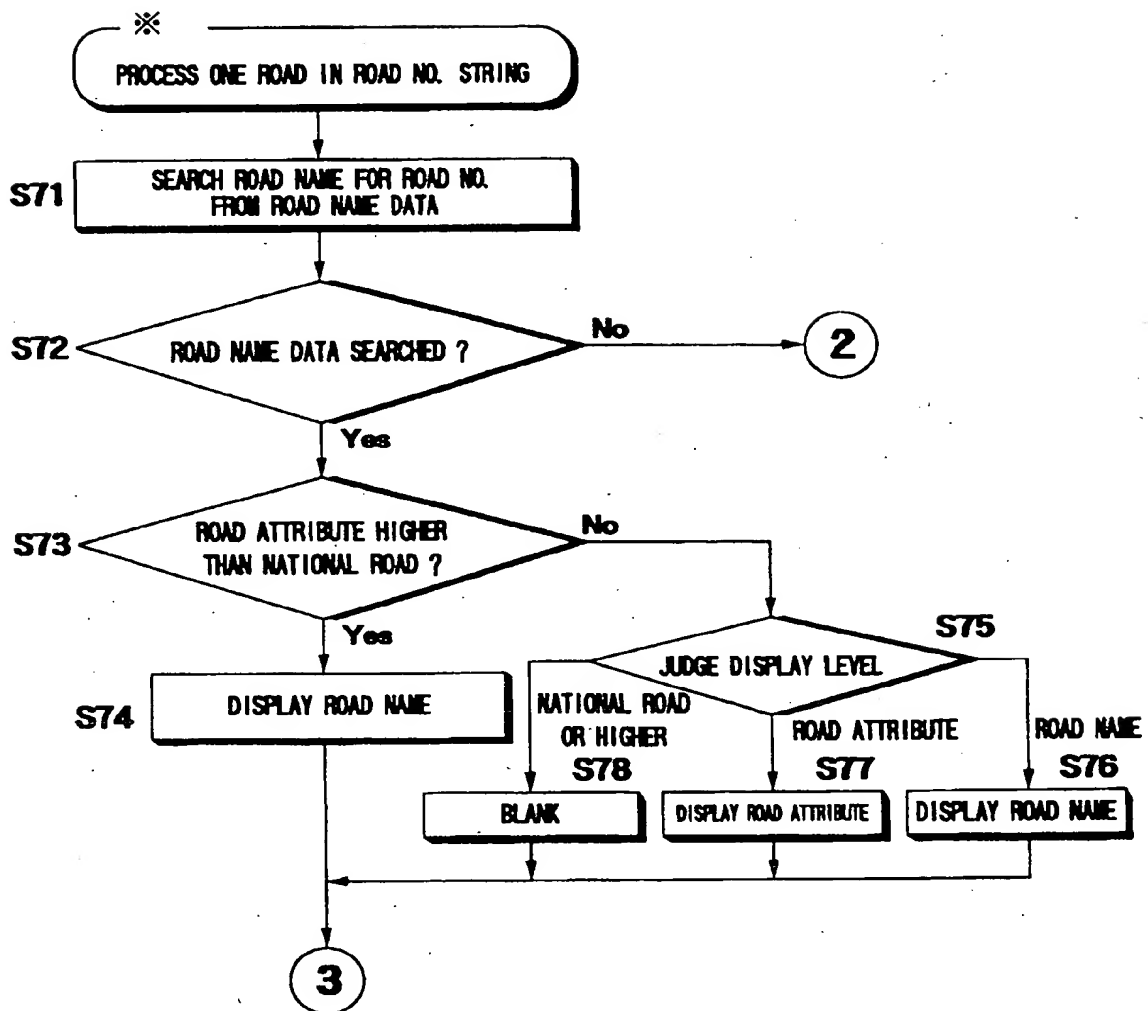 ※
PROCESS ONE ROAD IN ROAD NO. STRING
S71
SEARCH ROAD NAME FOR ROAD NO.
FROM ROAD NAME DATA
S72
ROAD NAME DATA SEARCHED ?
No
2
Yes
S73
ROAD ATTRIBUTE HIGHER
THAN NATIONAL ROAD ?
No
Yes
S74
DISPLAY ROAD NAME
S75
JUDGE DISPLAY LEVEL
NATIONAL ROAD
OR HIGHER
ROAD ATTRIBUTE
ROAD NAME
S78
S77
S76
BLANK
DISPLAY ROAD ATTRIBUTE
DISPLAY ROAD NAME
3